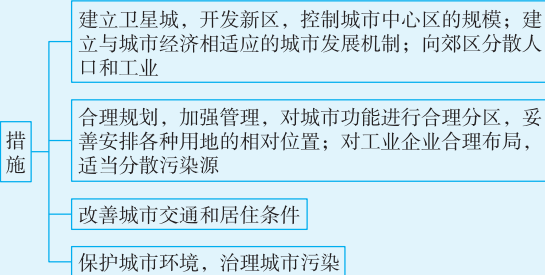 建立卫星城，开发新区，控制城市中心区的规模；建
立与城市经济相适应的城市发展机制；向郊区分散人
口和工业
措
施
合理规划，加强管理，对城市功能进行合理分区，妥
善安排各种用地的相对位置；对工业企业合理布局，
适当分散污染源
改善城市交通和居住条件
保护城市环境，治理城市污染